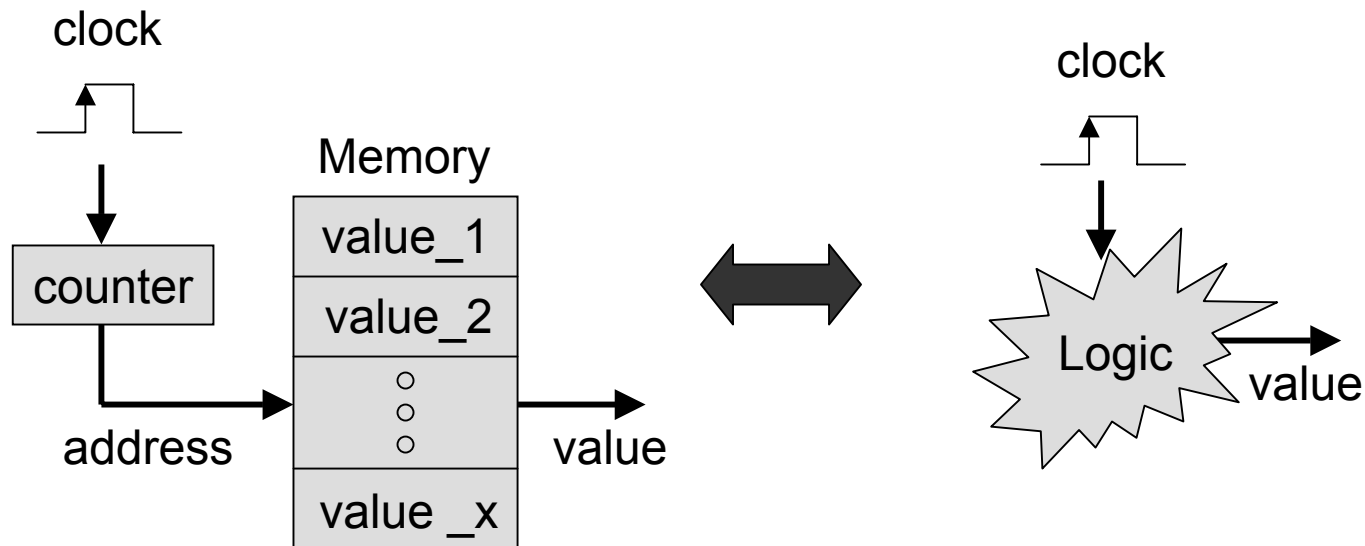 clock
counter
address
Memory
value_1
value_2
value _x
value
clock
Logic
value